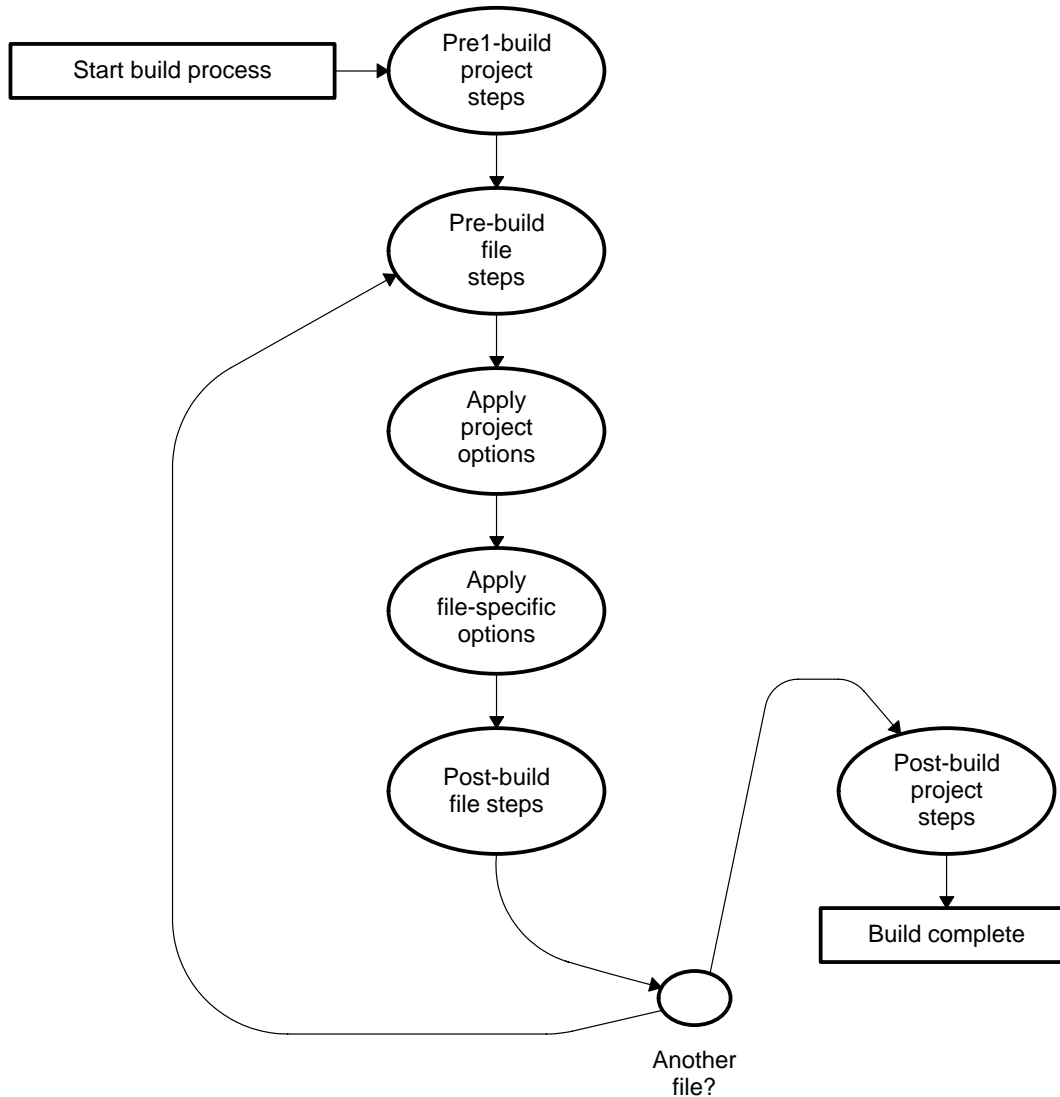 Start build process
Pre1-build
project
steps
Pre-build
file
steps
Apply
project
options
Apply
file-specific
options
Post-build
file steps
Post-build
project
steps
Build complete
Another
file?